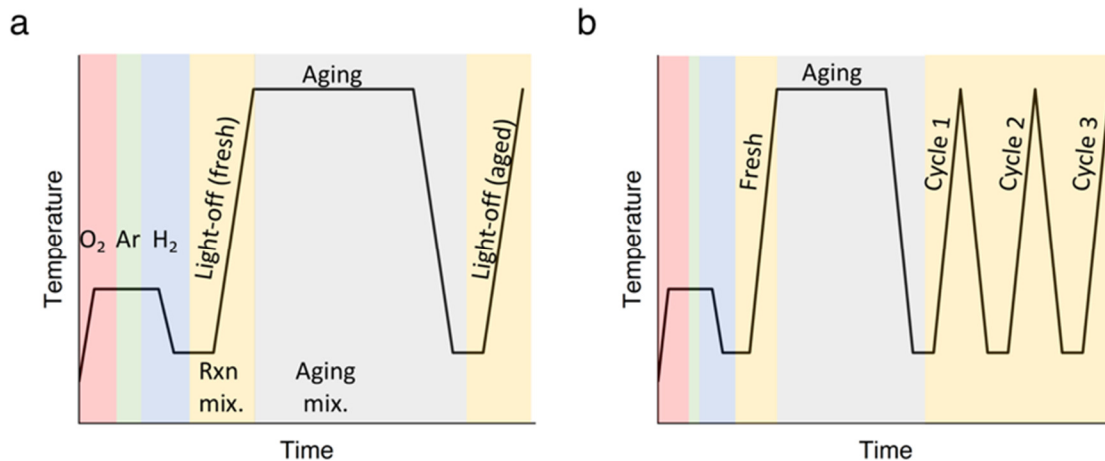 a
Aging
Light-off (fresh)
Light-off (aged)
O₂ Ar H₂
Temperature
Rxn
mix.
Aging
mix.
Time
b
Aging
Fresh
Cycle 1
Cycle 2
Cycle 3
Temperature
Time